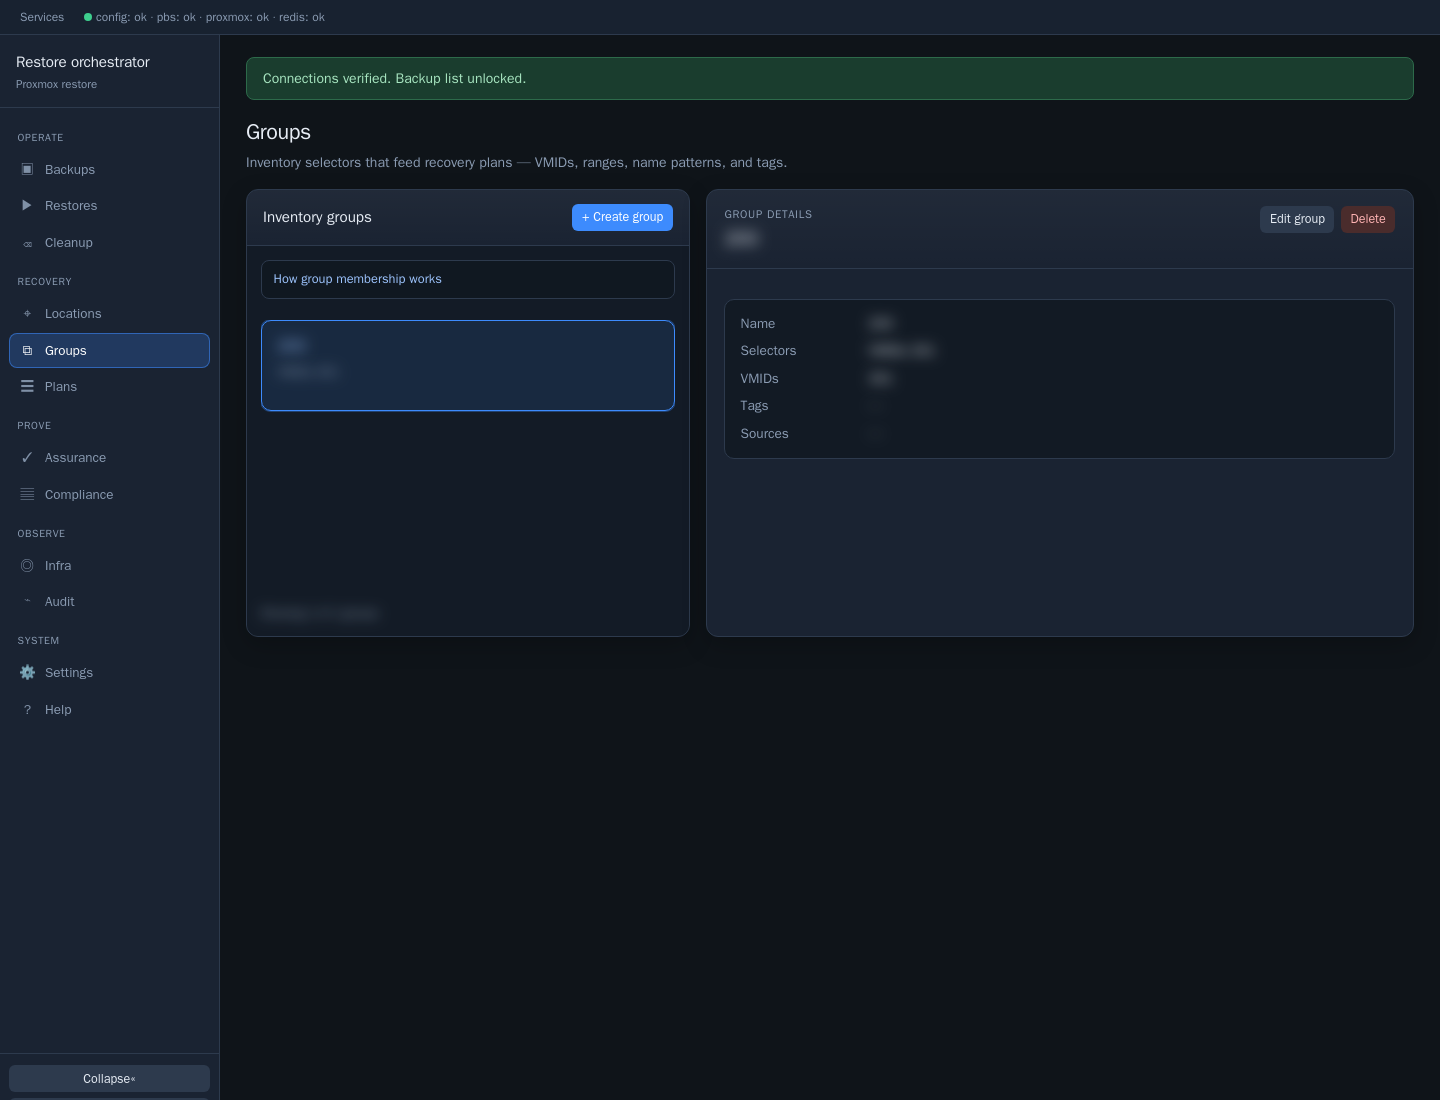 Services config: ok · pbs: ok · proxmox: ok · redis: ok
Restore orchestrator
Proxmox restore
OPERATE
Backups
Restores
Cleanup
RECOVERY
Locations
Groups
Plans
PROVE
Assurance
Compliance
OBSERVE
Infra
Audit
SYSTEM
Settings
? Help
Collapse«
Connections verified. Backup list unlocked.
Groups
Inventory selectors that feed recovery plans — VMIDs, ranges, name patterns, and tags.
Inventory groups
+ Create group
How group membership works
GROUP DETAILS
Edit group
Delete
Name
Selectors
VMIDs
Tags
Sources